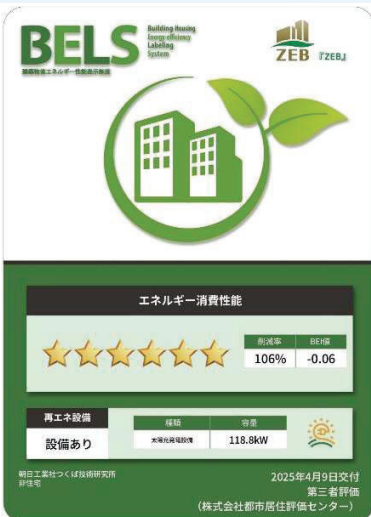 BELS
Building-Housing
Energy-efficiency
Labeling
System
建築物省エネルギー性能表示制度
ZEB 『ZEB』
エネルギー消費性能
削減率 BEI値
106% -0.06
再エネ設備
設備あり
種類 容量
太陽光発電設備 118.8kW
朝日工業社つくば技術研究所
非住宅
2025年4月9日交付
第三者評価
(株式会社都市居住評価センター)